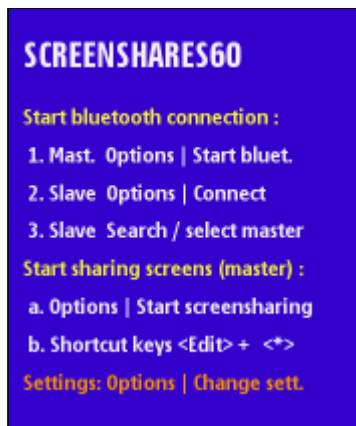 SCREENSHARES60
Start bluetooth connection :
1. Mast. Options | Start bluet.
2. Slave Options | Connect
3. Slave Search / select master
Start sharing screens (master) :
a. Options | Start screensharing
b. Shortcut keys <Edit> + <*>
Settings: Options | Change sett.